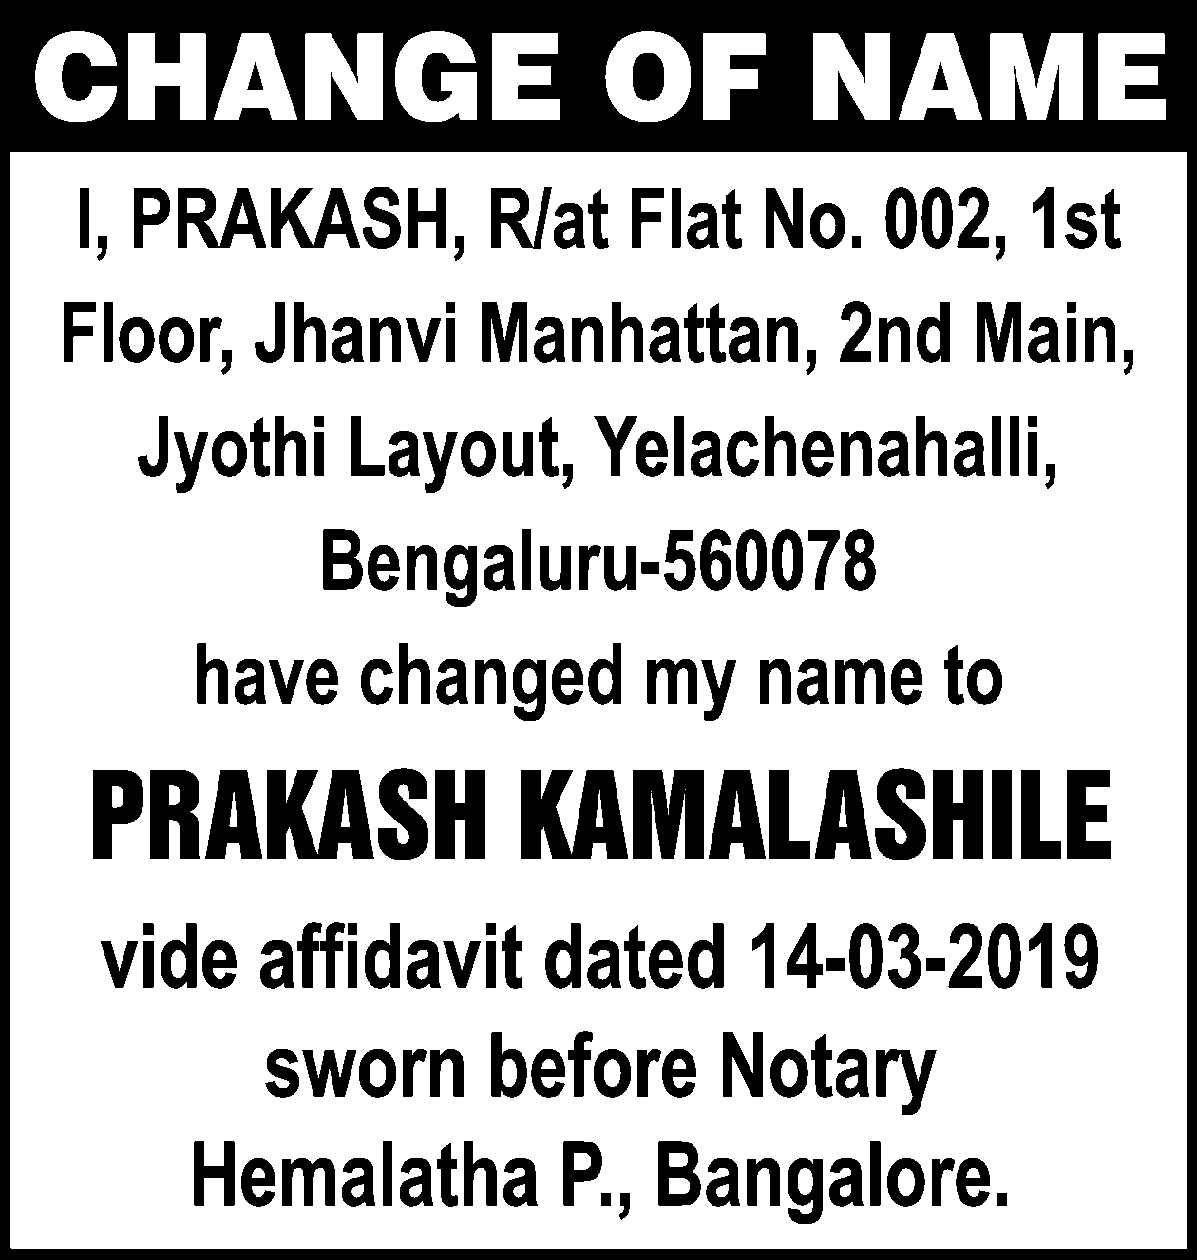 CHANGE OF NAME
I, PRAKASH, R/at Flat No. 002, 1st
Floor, Jhanvi Manhattan, 2nd Main,
Jyothi Layout, Yelachenahalli,
Bengaluru-560078
have changed my name to
PRAKASH KAMALASHILE
vide affidavit dated 14-03-2019
sworn before Notary
Hemalatha P., Bangalore.